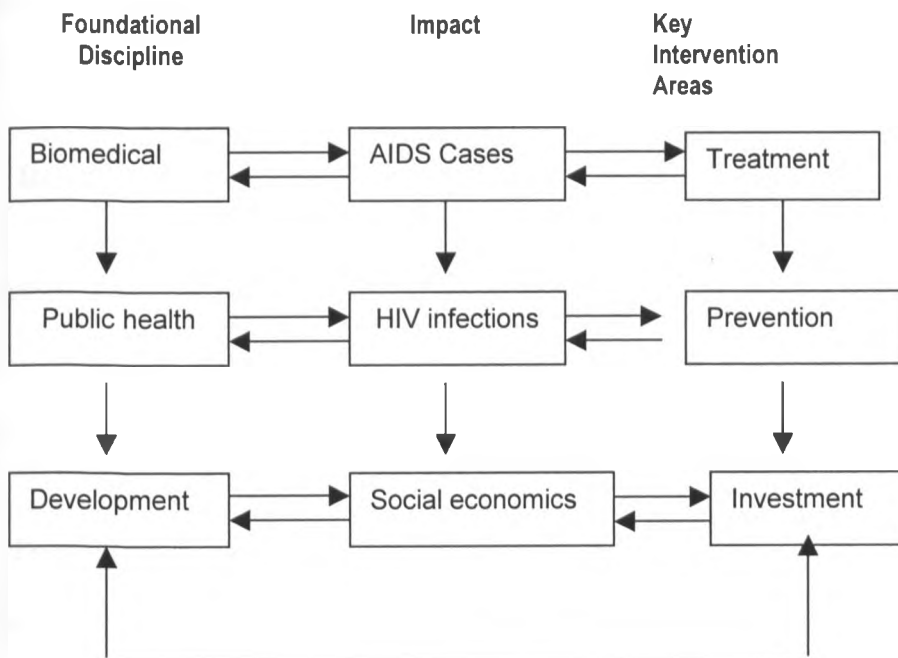 Foundational
Discipline
Impact
Key
Intervention
Areas
Biomedical
AIDS Cases
Treatment
Public health
HIV infections
Prevention
Development
Social economics
Investment